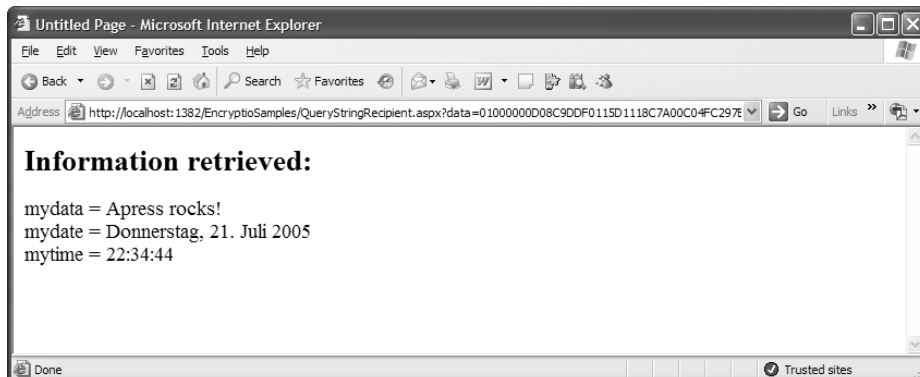 Untitled Page - Microsoft Internet Explorer
File Edit View Favorites Tools Help
Back Search Favorites
Address http://localhost:1382/EncryptioSamples/QueryStringRecipient.aspx?data=01000000D08C9DDF0115D1118C7A00C04FC297E Go Links »
Information retrieved:
mydata = Apress rocks!
mydate = Donnerstag, 21. Juli 2005
mytime = 22:34:44
Done Trusted sites